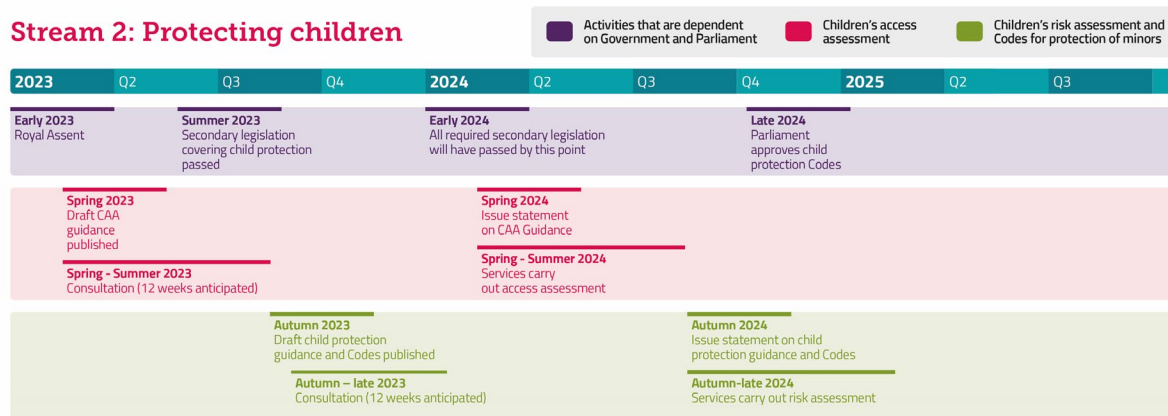 Stream 2: Protecting children
Activities that are dependent
on Government and Parliament
Children's access
assessment
Children's risk assessment and
Codes for protection of minors
2023 Q2 Q3 Q4 2024 Q2 Q3 Q4 2025 Q2 Q3
Early 2023
Royal Assent
Summer 2023
Secondary legislation
covering child protection
passed
Early 2024
All required secondary legislation
will have passed by this point
Late 2024
Parliament
approves child
protection Codes
Spring 2023
Draft CAA
guidance
published
Spring - Summer 2023
Consultation (12 weeks anticipated)
Spring 2024
Issue statement
on CAA Guidance
Spring - Summer 2024
Services carry
out access assessment
Autumn 2023
Draft child protection
guidance and Codes published
Autumn – late 2023
Consultation (12 weeks anticipated)
Autumn 2024
Issue statement on child
protection guidance and Codes
Autumn-late 2024
Services carry out risk assessment